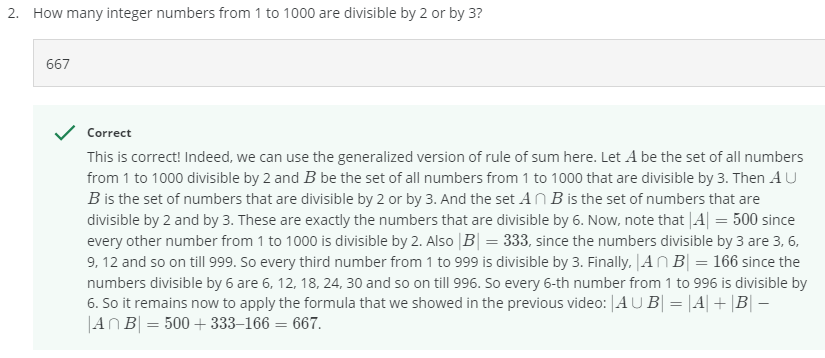 2. How many integer numbers from 1 to 1000 are divisible by 2 or by 3?
667
Correct
This is correct! Indeed, we can use the generalized version of rule of sum here. Let A be the set of all numbers
from 1 to 1000 divisible by 2 and B be the set of all numbers from 1 to 1000 that are divisible by 3. Then A ∪
B is the set of numbers that are divisible by 2 or by 3. And the set A ∩ B is the set of numbers that are
divisible by 2 and by 3. These are exactly the numbers that are divisible by 6. Now, note that |A| = 500 since
every other number from 1 to 1000 is divisible by 2. Also |B| = 333, since the numbers divisible by 3 are 3, 6,
9, 12 and so on till 999. So every third number from 1 to 999 is divisible by 3. Finally, |A ∩ B| = 166 since the
numbers divisible by 6 are 6, 12, 18, 24, 30 and so on till 996. So every 6-th number from 1 to 996 is divisible by
6. So it remains now to apply the formula that we showed in the previous video: |A ∪ B| = |A| + |B| −
|A ∩ B| = 500 + 333–166 = 667.